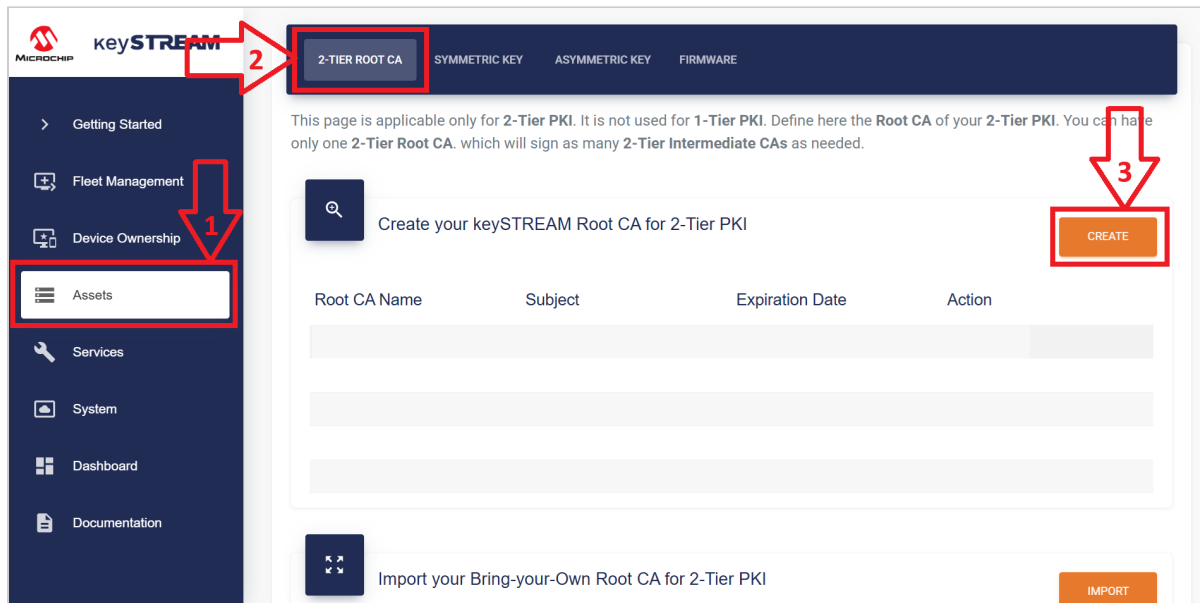 MICROCHIP
keySTREAM
2
2-TIER ROOT CA
SYMMETRIC KEY
ASYMMETRIC KEY
FIRMWARE
Getting Started
Fleet Management
1
Device Ownership
Assets
Services
System
Dashboard
Documentation
This page is applicable only for 2-Tier PKI. It is not used for 1-Tier PKI. Define here the Root CA of your 2-Tier PKI. You can have
only one 2-Tier Root CA. which will sign as many 2-Tier Intermediate CAs as needed.
3
Create your keySTREAM Root CA for 2-Tier PKI
CREATE
Root CA Name
Subject
Expiration Date
Action
Import your Bring-your-Own Root CA for 2-Tier PKI
IMPORT